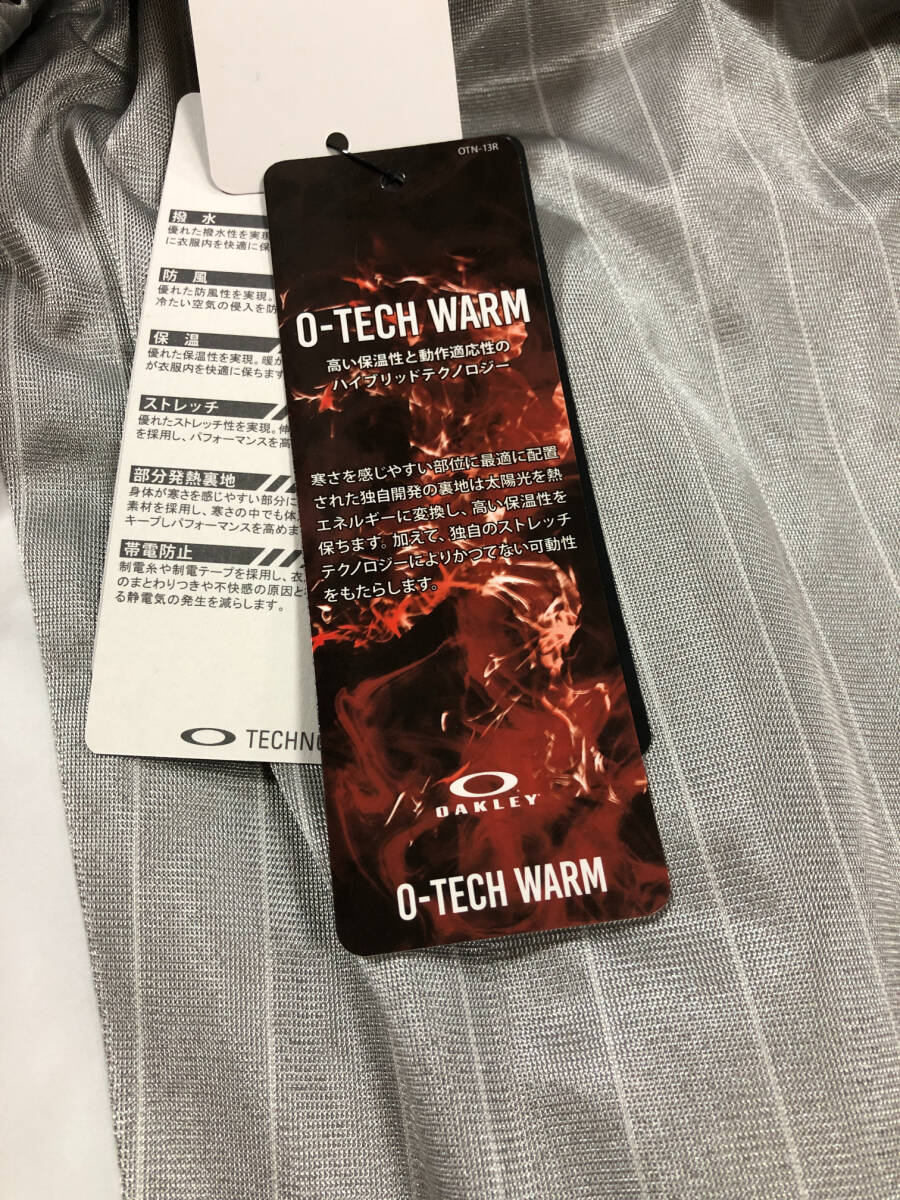 OTN-13R
O-TECH WARM
高い保温性と動作適応性の
ハイブリッドテクノロジー
寒さを感じやすい部位に最適に配置
された独自開発の裏地は太陽光を熱
エネルギーに変換し、高い保温性を
保ちます。加えて、独自のストレッチ
テクノロジーによりかつてない可動性
をもたらします。
OAKLEY
O-TECH WARM
撥水
優れた撥水性を実現
に衣服内を快適に保
防風
優れた防風性を実現。
冷たい空気の侵入を防
保温
優れた保温性を実現。暖か
が衣服内を快適に保ちます
ストレッチ
優れたストレッチ性を実現。伸
を採用し、パフォーマンスを高
部分発熱裏地
身体が寒さを感じやすい部分に
素材を採用し、寒さの中でも体
キープしパフォーマンスを高めま
帯電防止
制電糸や制電テープを採用し、衣
のまとわりつきや不快感の原因と
る静電気の発生を減らします。
TECHNO